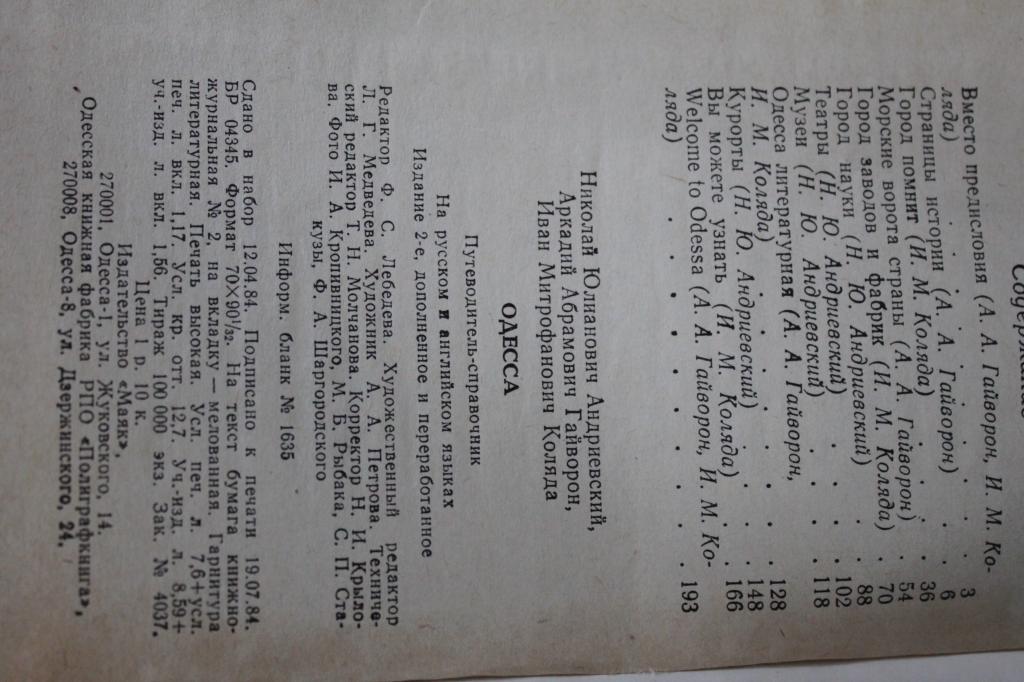 Содержание
Вместо предисловия (А. А. Гайворон, И. М. Ко-
ляда) . . . . . 3
Страницы истории (А. А. Гайворон) . 6
Город помнит (И. М. Коляда) . . . 36
Морские ворота страны (А. А. Гайворон) . 54
Город заводов и фабрик (И. М. Коляда) . 70
Город науки (Н. Ю. Андриевский) . . 88
Театры (Н. Ю. Андриевский) . . . 102
Музеи (Н. Ю. Андриевский) . . . 118
Одесса литературная (А. А. Гайворон,
И. М. Коляда) . . . . . 128
Курорты (Н. Ю. Андриевский) . . . 148
Вы можете узнать (И. М. Коляда) . . 166
Welcome to Odessa (А. А. Гайворон, И. М. Ко-
ляда) . . . . . . 193
Николай Юлианович Андриевский,
Аркадий Абрамович Гайворон,
Иван Митрофанович Коляда
ОДЕССА
Путеводитель-справочник
На русском и английском языках
Издание 2-е, дополненное и переработанное
Редактор Ф. С. Лебедева. Художественный редактор
Л. Г. Медведева. Художник А. А. Петрова. Техниче-
ский редактор Т. Н. Молчанова. Корректор Н. И. Крыло-
ва. Фото И. А. Кропивницкого, М. Б. Рыбака, С. П. Ста-
кузы, Ф. А. Шаргородского
Информ. бланк № 1635
Сдано в набор 12.04.84. Подписано к печати 19.07.84.
БР 04345. Формат 70×90¹/₃₂. На текст бумага книжно-
журнальная № 2, на вкладку — мелованная. Гарнитура
литературная. Печать высокая. Усл. печ. л. 7,6+усл.
печ. л. вкл. 1,17. Усл. кр. отт. 12,7. Уч.-изд. л. 8,59+
уч.-изд. л. вкл. 1,56. Тираж 100 000 экз. Зак. № 4037.
Цена 1 р. 10 к.
Издательство «Маяк»,
270001, Одесса-1, ул. Жуковского, 14.
Одесская книжная фабрика РПО «Полиграфкнига»,
270008, Одесса-8, ул. Дзержинского, 24.